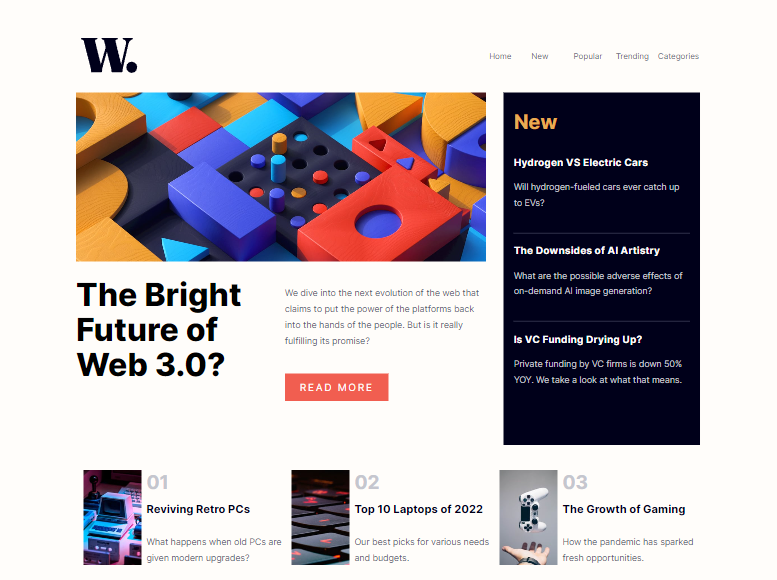 W.
Home New Popular Trending Categories
The Bright
Future of
Web 3.0?
We dive into the next evolution of the web that
claims to put the power of the platforms back
into the hands of the people. But is it really
fulfilling its promise?
READ MORE
New
Hydrogen VS Electric Cars
Will hydrogen-fueled cars ever catch up
to EVs?
The Downsides of AI Artistry
What are the possible adverse effects of
on-demand AI image generation?
Is VC Funding Drying Up?
Private funding by VC firms is down 50%
YOY. We take a look at what that means.
01
Reviving Retro PCs
What happens when old PCs are
given modern upgrades?
02
Top 10 Laptops of 2022
Our best picks for various needs
and budgets.
03
The Growth of Gaming
How the pandemic has sparked
fresh opportunities.